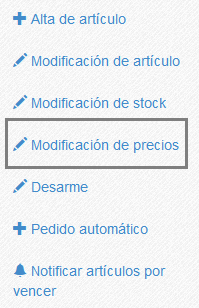 Alta de artículo
Modificación de artículo
Modificación de stock
Modificación de precios
Desarme
Pedido automático
Notificar artículos por
vencer